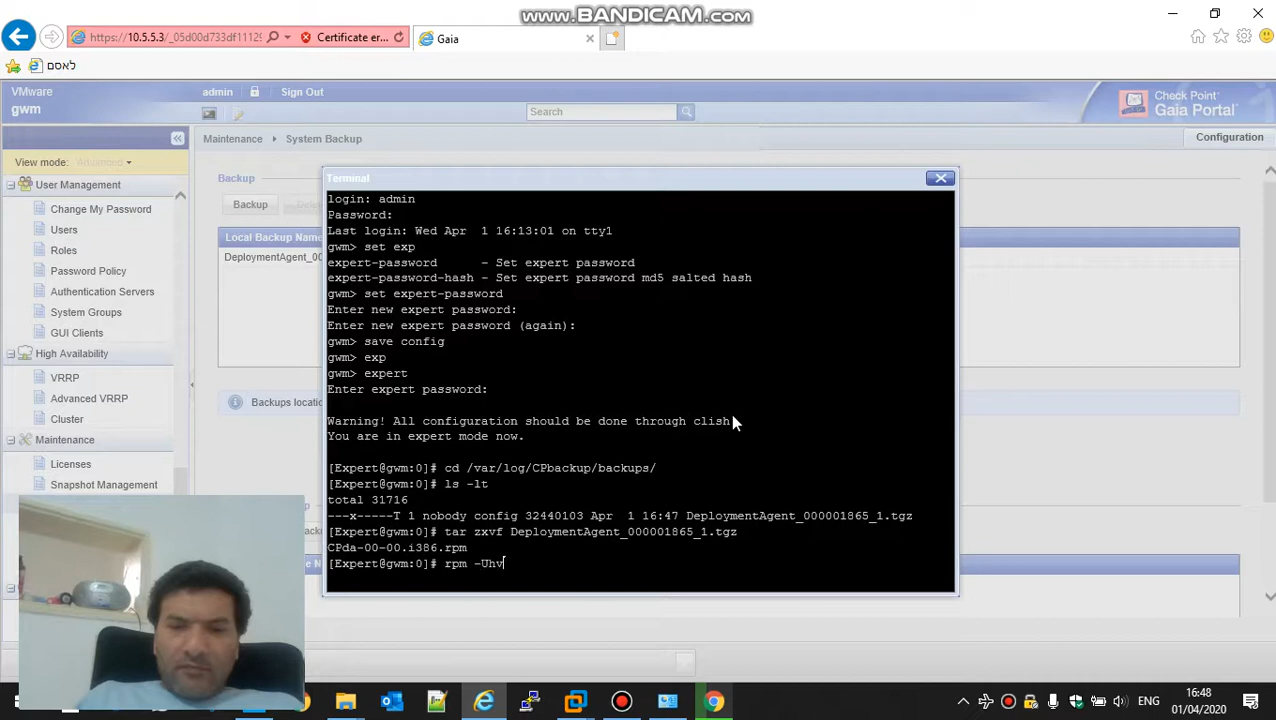 www.BANDICAM.com
https://10.5.5.3/_05d00d733df11129
Certificate er...
Gaia
לאסם
VMware
gwm
admin
Sign Out
Search
Check Point
Gaia Portal
Maintenance
System Backup
Configuration
View mode: Advanced
User Management
Change My Password
Users
Roles
Password Policy
Authentication Servers
System Groups
GUI Clients
High Availability
VRRP
Advanced VRRP
Cluster
Maintenance
Licenses
Snapshot Management
Backup
Backup
Local Backup Name
DeploymentAgent_00
Backups locatio
Terminal
login: admin
Password:
Last login: Wed Apr  1 16:13:01 on tty1
gwm> set exp
expert-password      - Set expert password
expert-password-hash - Set expert password md5 salted hash
gwm> set expert-password
Enter new expert password:
Enter new expert password (again):
gwm> save config
gwm> exp
gwm> expert
Enter expert password:
Warning! All configuration should be done through clish
You are in expert mode now.
[Expert@gwm:0]# cd /var/log/CPbackup/backups/
[Expert@gwm:0]# ls -lt
total 31716
---x-----T 1 nobody config 32440103 Apr  1 16:47 DeploymentAgent_000001865_1.tgz
[Expert@gwm:0]# tar zxvf DeploymentAgent_000001865_1.tgz
CPda-00-00.i386.rpm
[Expert@gwm:0]# rpm -Uhv
ENG
16:48
01/04/2020